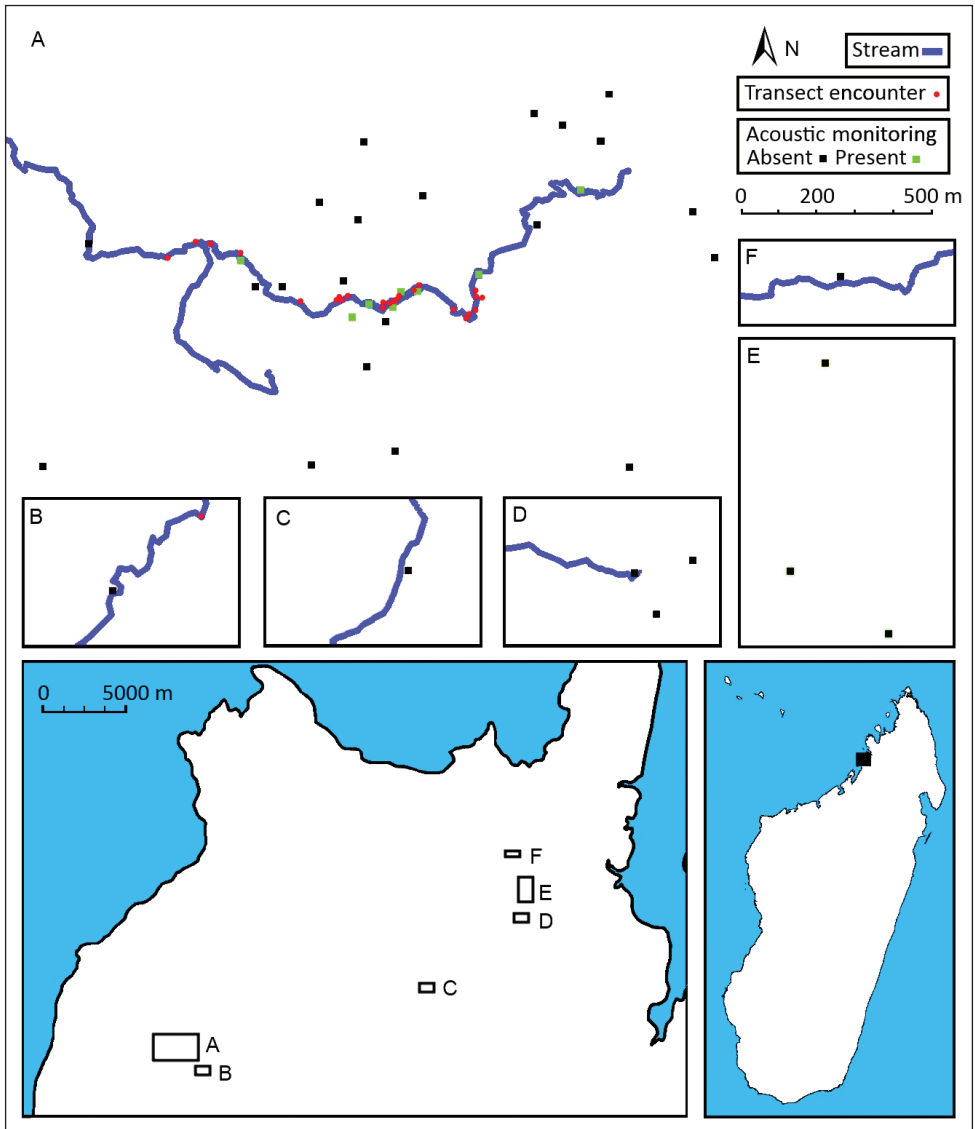 A
N
Stream
Transect encounter
Acoustic monitoring
Absent Present
0 200 500 m
F
E
B
C
D
0 5000 m
F
E
D
C
A
B